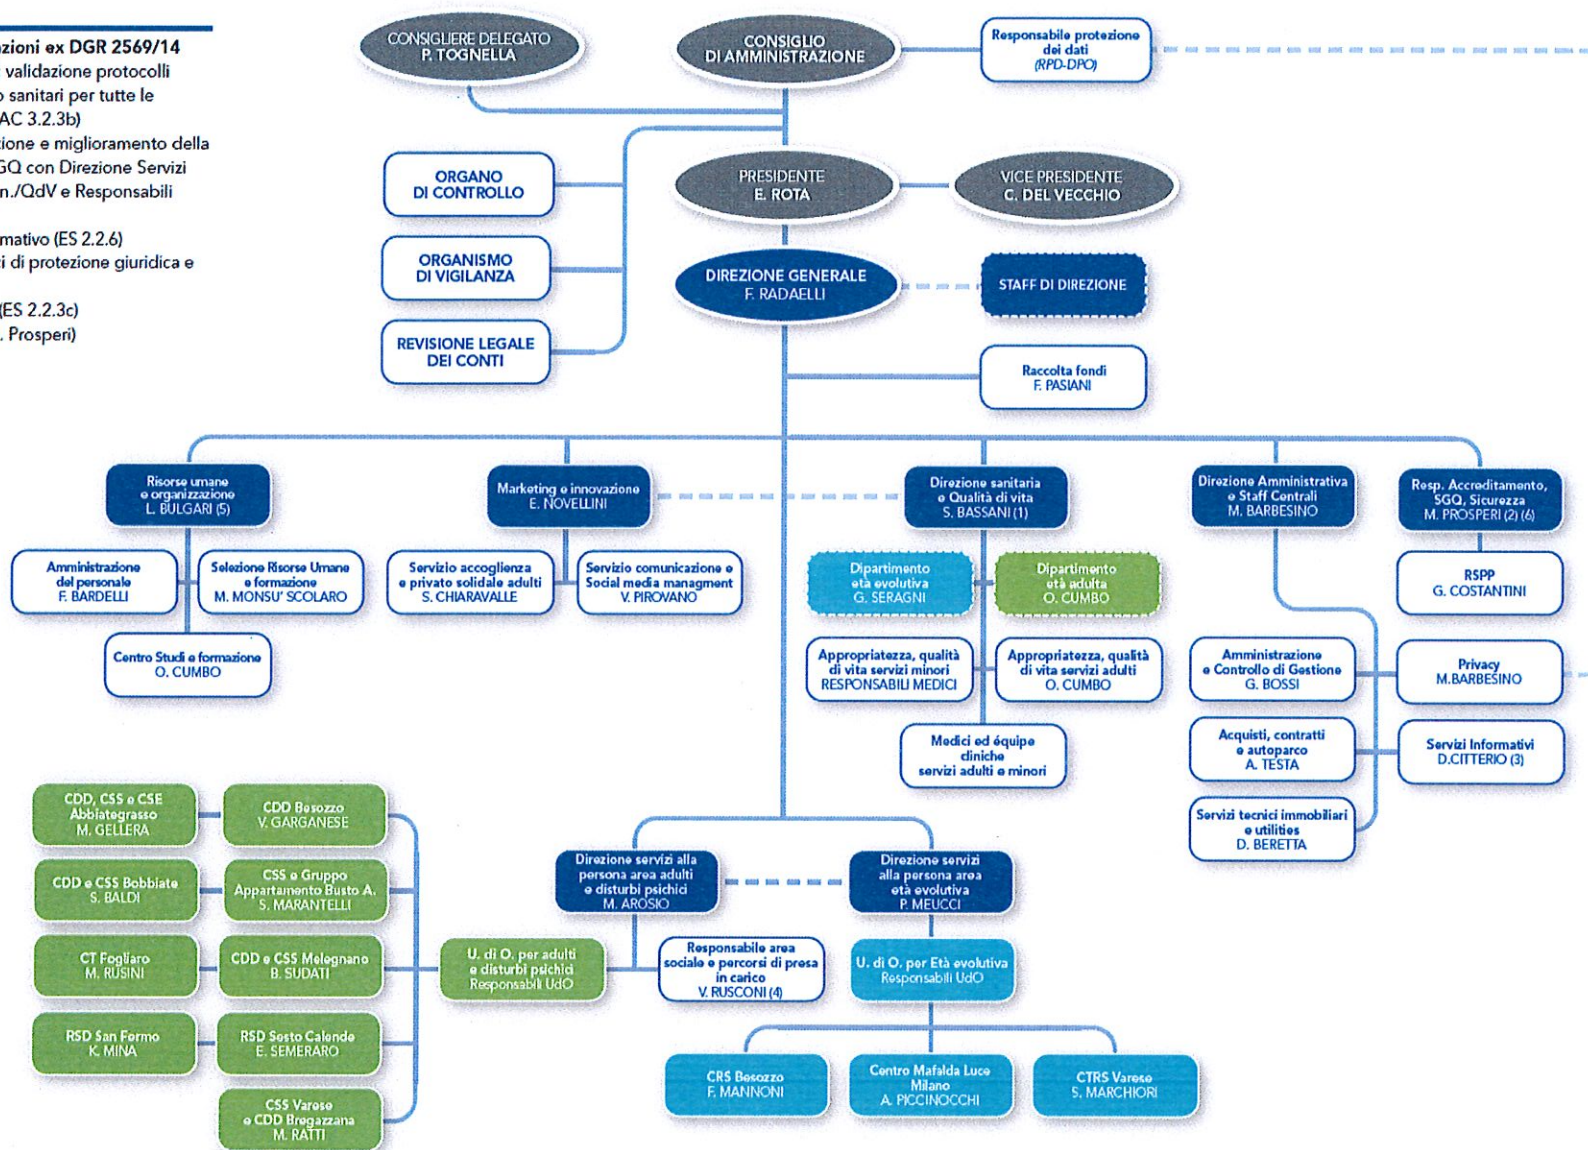 zioni ex DGR 2569/14
: validazione protocolli
o sanitari per tutte le
AC 3.2.3b)
zione e miglioramento della
GQ con Direzione Servizi
n./QdV e Responsabili
mativo (ES 2.2.6)
ci di protezione giuridica e
(ES 2.2.3c)
. Prosperi)
CONSIGLIERE DELEGATO
P. TOGNELLA
CONSIGLIO
DI AMMINISTRAZIONE
Responsabile protezione
dei dati
(RPD-DPO)
ORGANO
DI CONTROLLO
PRESIDENTE
E. ROTA
VICE PRESIDENTE
C. DEL VECCHIO
ORGANISMO
DI VIGILANZA
DIREZIONE GENERALE
F. RADAELLI
STAFF DI DIREZIONE
REVISIONE LEGALE
DEI CONTI
Raccolta fondi
F. PASIANI
Risorse umane
e organizzazione
L. BULGARI (5)
Marketing e innovazione
E. NOVELLINI
Direzione sanitaria
e Qualità di vita
S. BASSANI (1)
Direzione Amministrativa
e Staff Centrali
M. BARBESINO
Resp. Accreditamento,
SGQ, Sicurezza
M. PROSPERI (2) (6)
Amministrazione
del personale
F. BARDELLI
Selezione Risorse Umane
e formazione
M. MONSU' SCOLARO
Servizio accoglienza
e privato solidale adulti
S. CHIARAVALLE
Servizio comunicazione e
Social media managment
V. PIROVANO
Dipartimento
età evolutiva
G. SERAGNI
Dipartimento
età adulta
O. CUMBO
RSPP
G. COSTANTINI
Centro Studi e formazione
O. CUMBO
Appropriatezza, qualità
di vita servizi minori
RESPONSABILI MEDICI
Appropriatezza, qualità
di vita servizi adulti
O. CUMBO
Amministrazione
e Controllo di Gestione
G. BOSSI
Privacy
M.BARBESINO
Medici ed équipe
cliniche
servizi adulti e minori
Acquisti, contratti
e autoparco
A. TESTA
Servizi Informativi
D.CITTERIO (3)
Servizi tecnici immobiliari
e utilities
D. BERETTA
CDD, CSS e CSE
Abbiategrasso
M. GELLERA
CDD Besozzo
V. GARGANESE
Direzione servizi alla
persona area adulti
e disturbi psichici
M. AROSIO
Direzione servizi
alla persona area
età evolutiva
P. MEUCCI
CDD e CSS Bobbiate
S. BALDI
CSS e Gruppo
Appartamento Busto A.
S. MARANTELLI
CT Fogliaro
M. RUSINI
CDD e CSS Melegnano
B. SUDATI
U. di O. per adulti
e disturbi psichici
Responsabili UdO
Responsabile area
sociale e percorsi di presa
in carico
V. RUSCONI (4)
U. di O. per Età evolutiva
Responsabili UdO
RSD San Fermo
K. MINA
RSD Sesto Calende
E. SEMERARO
CRS Besozzo
F. MANNONI
Centro Mafalda Luce
Milano
A. PICCINOCCHI
CTRS Varese
S. MARCHIORI
CSS Varese
e CDD Bregazzana
M. RATTI